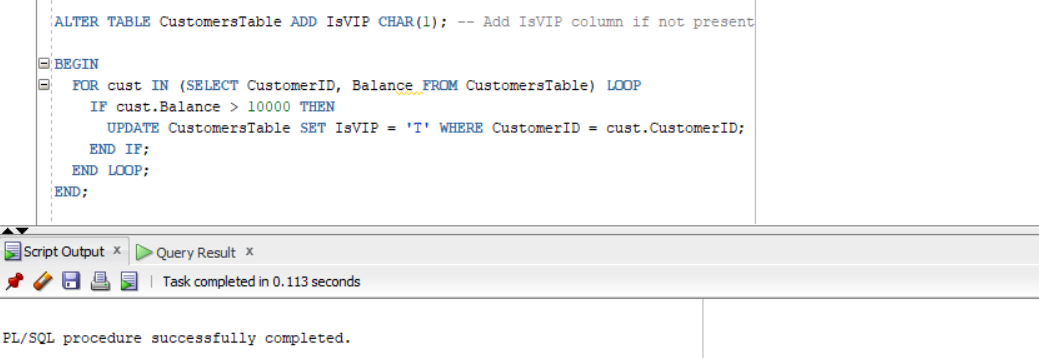 ALTER TABLE CustomersTable ADD IsVIP CHAR(1); -- Add IsVIP column if not present
BEGIN
FOR cust IN (SELECT CustomerID, Balance FROM CustomersTable) LOOP
IF cust.Balance > 10000 THEN
UPDATE CustomersTable SET IsVIP = 'T' WHERE CustomerID = cust.CustomerID;
END IF;
END LOOP;
END;
Script Output x Query Result x
Task completed in 0.113 seconds
PL/SQL procedure successfully completed.